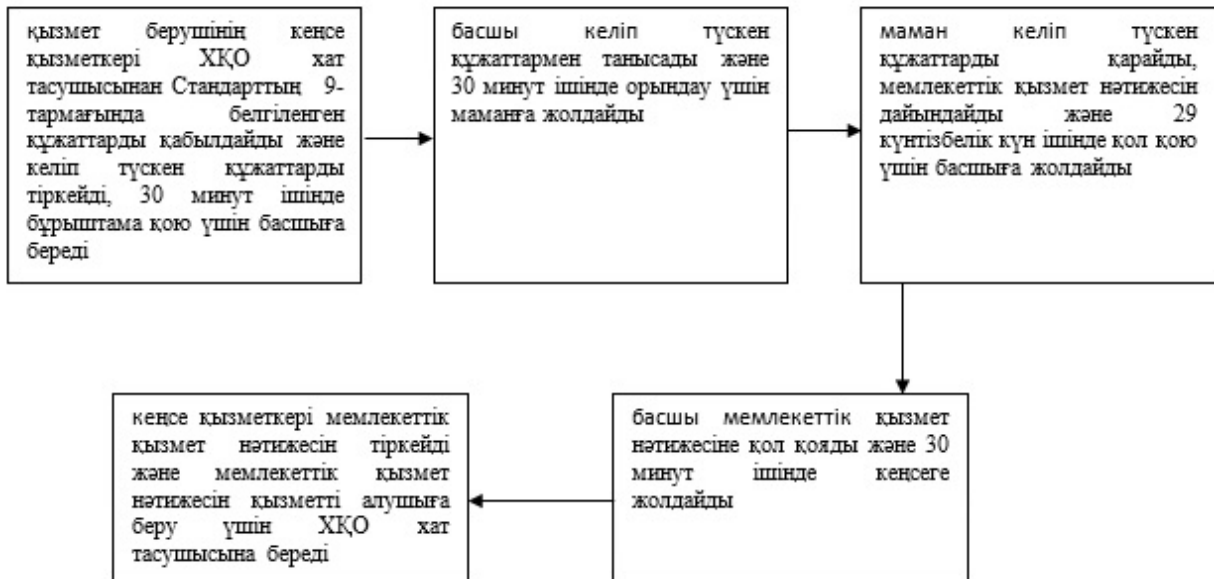 қызмет берушінің кеңсе
қызметкері ХҚО хат
тасушысынан Стандарттың 9-
тармағында белгіленген
құжаттарды қабылдайды және
келіп түскен құжаттарды
тіркейді, 30 минут ішінде
бұрыштама қою үшін басшыға
береді
басшы келіп түскен
құжаттармен танысады және
30 минут ішінде орындау үшін
маманға жолдайды
маман келіп түскен
құжаттарды қарайды,
мемлекеттік қызмет нәтижесін
дайындайды және 29
күнтізбелік күн ішінде қол қою
үшін басшыға жолдайды
басшы мемлекеттік қызмет
нәтижесіне қол қояды және 30
минут ішінде кеңсеге
жолдайды
кеңсе қызметкері мемлекеттік
қызмет нәтижесін тіркейді
және мемлекеттік қызмет
нәтижесін қызметті алушыға
беру үшін ХҚО хат
тасушысына береді